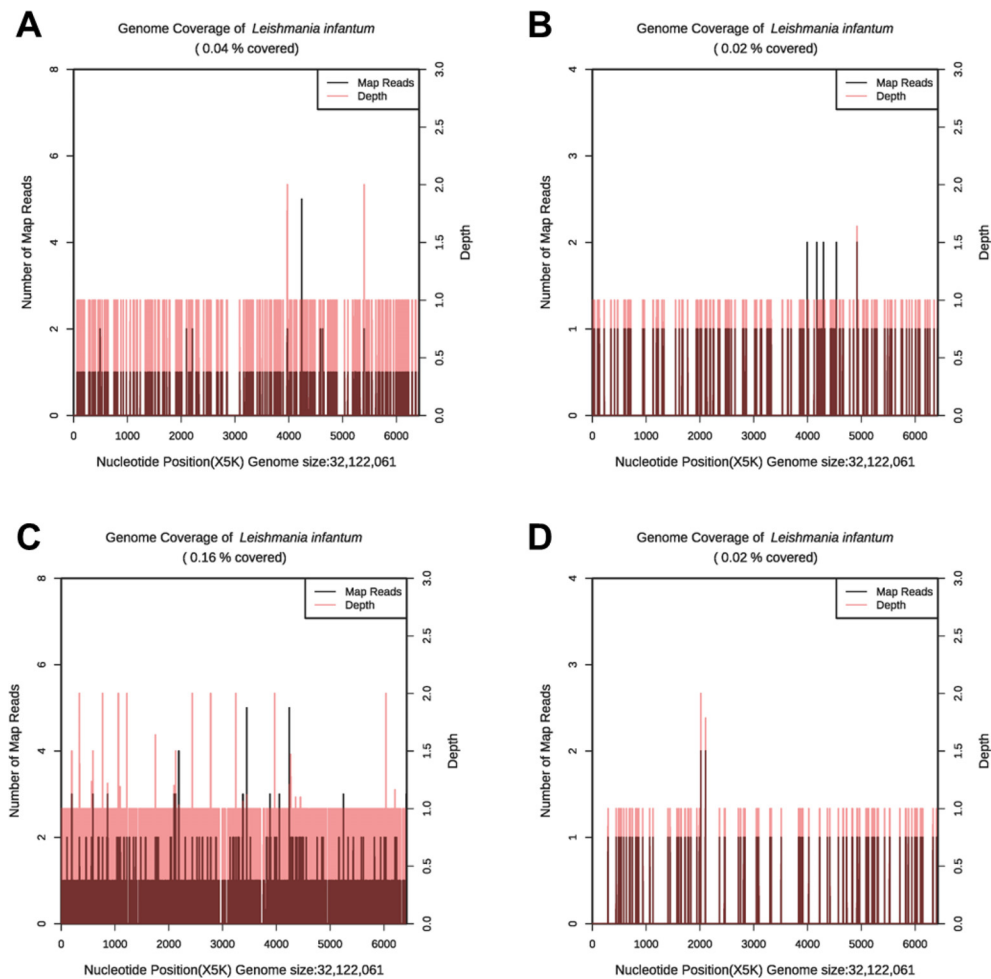 A
Genome Coverage of Leishmania infantum
( 0.04 % covered)
Map Reads
Depth
Number of Map Reads
0 2 4 6 8
Depth
0.0 0.5 1.0 1.5 2.0 2.5 3.0
0 1000 2000 3000 4000 5000 6000
Nucleotide Position(X5K) Genome size:32,122,061
B
Genome Coverage of Leishmania infantum
( 0.02 % covered)
Map Reads
Depth
Number of Map Reads
0 1 2 3 4
Depth
0.0 0.5 1.0 1.5 2.0 2.5 3.0
0 1000 2000 3000 4000 5000 6000
Nucleotide Position(X5K) Genome size:32,122,061
C
Genome Coverage of Leishmania infantum
( 0.16 % covered)
Map Reads
Depth
Number of Map Reads
0 2 4 6 8
Depth
0.0 0.5 1.0 1.5 2.0 2.5 3.0
0 1000 2000 3000 4000 5000 6000
Nucleotide Position(X5K) Genome size:32,122,061
D
Genome Coverage of Leishmania infantum
( 0.02 % covered)
Map Reads
Depth
Number of Map Reads
0 1 2 3 4
Depth
0.0 0.5 1.0 1.5 2.0 2.5 3.0
0 1000 2000 3000 4000 5000 6000
Nucleotide Position(X5K) Genome size:32,122,061